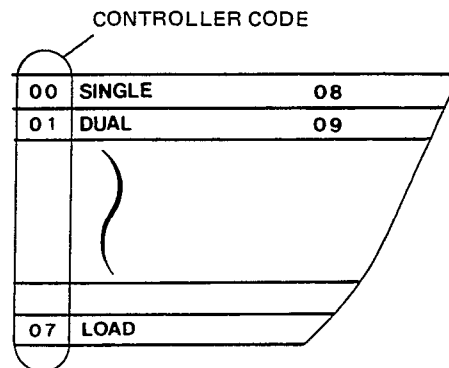 CONTROLLER CODE
00 SINGLE 08
01 DUAL 09
07 LOAD